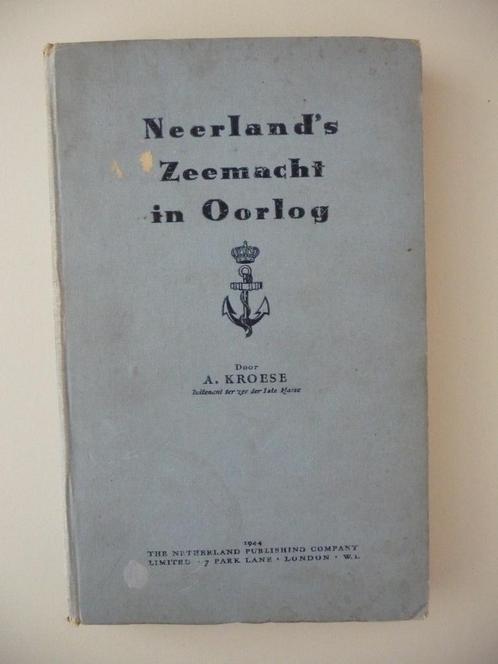 Neerland's
Zeemacht
in Oorlog
Door
A. KROESE
luitenant ter zee der 1ste klasse
1944
THE NETHERLAND PUBLISHING COMPANY
LIMITED · 7 PARK LANE · LONDON · W.1.